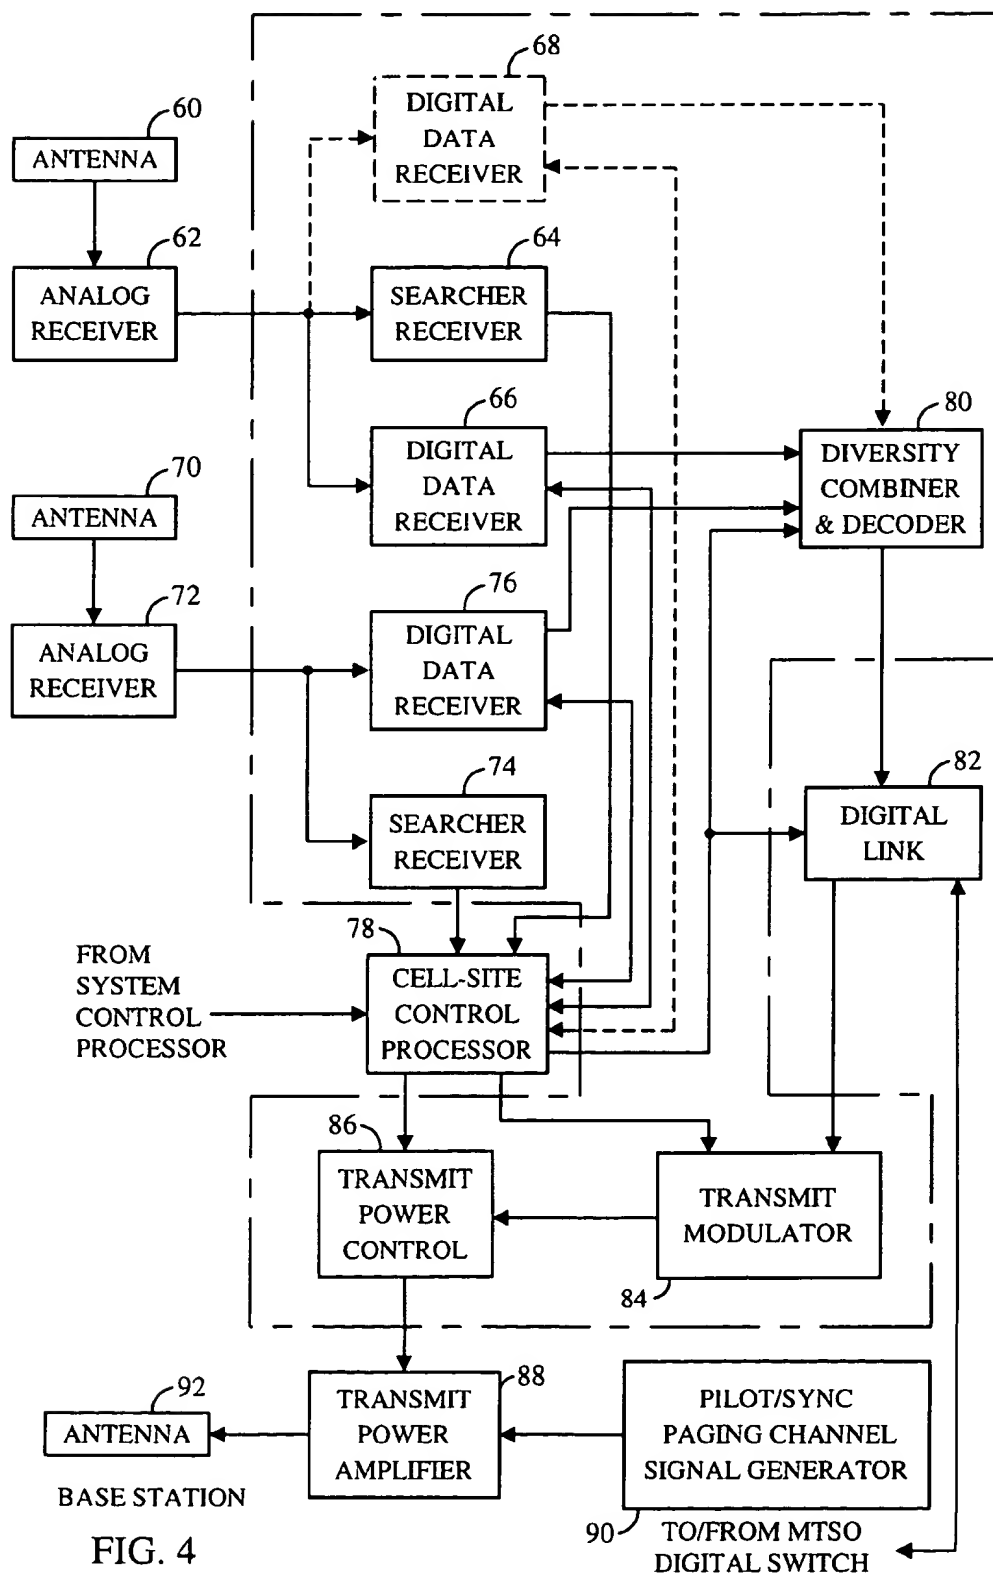 68
DIGITAL
DATA
RECEIVER
60
ANTENNA
62
ANALOG
RECEIVER
64
SEARCHER
RECEIVER
66
DIGITAL
DATA
RECEIVER
80
DIVERSITY
COMBINER
& DECODER
70
ANTENNA
72
ANALOG
RECEIVER
76
DIGITAL
DATA
RECEIVER
74
SEARCHER
RECEIVER
82
DIGITAL
LINK
78
CELL-SITE
CONTROL
PROCESSOR
FROM
SYSTEM
CONTROL
PROCESSOR
86
TRANSMIT
POWER
CONTROL
TRANSMIT
MODULATOR
84
88
TRANSMIT
POWER
AMPLIFIER
92
ANTENNA
PILOT/SYNC
PAGING CHANNEL
SIGNAL GENERATOR
90
BASE STATION
TO/FROM MTSO
DIGITAL SWITCH
FIG. 4